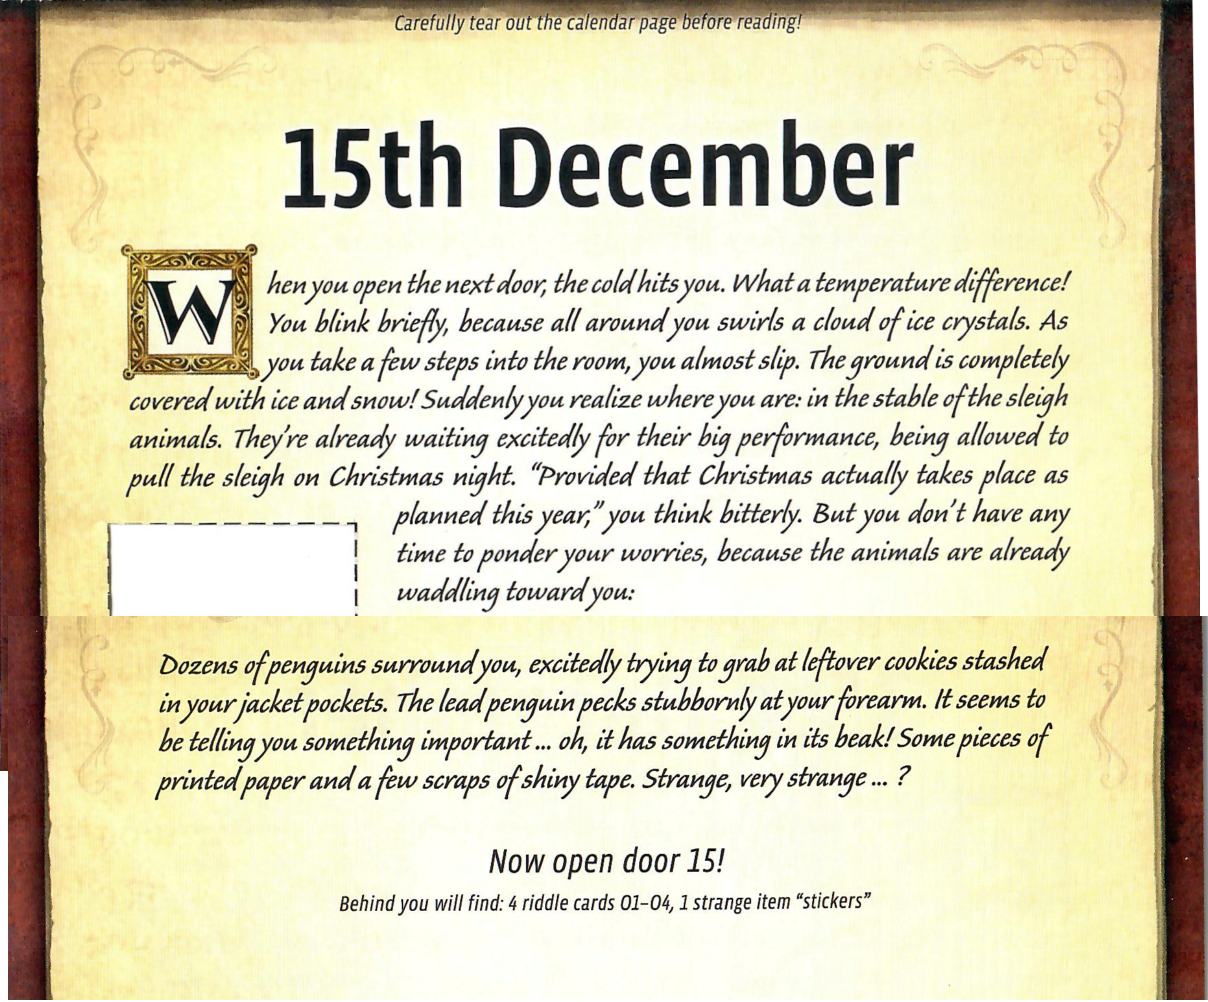 Carefully tear out the calendar page before reading!
15th December
When you open the next door, the cold hits you. What a temperature difference!
You blink briefly, because all around you swirls a cloud of ice crystals. As
you take a few steps into the room, you almost slip. The ground is completely
covered with ice and snow! Suddenly you realize where you are: in the stable of the sleigh
animals. They're already waiting excitedly for their big performance, being allowed to
pull the sleigh on Christmas night. “Provided that Christmas actually takes place as
planned this year,” you think bitterly. But you don't have any
time to ponder your worries, because the animals are already
waddling toward you:
Dozens of penguins surround you, excitedly trying to grab at leftover cookies stashed
in your jacket pockets. The lead penguin pecks stubbornly at your forearm. It seems to
be telling you something important ... oh, it has something in its beak! Some pieces of
printed paper and a few scraps of shiny tape. Strange, very strange ... ?
Now open door 15!
Behind you will find: 4 riddle cards O1–O4, 1 strange item “stickers”